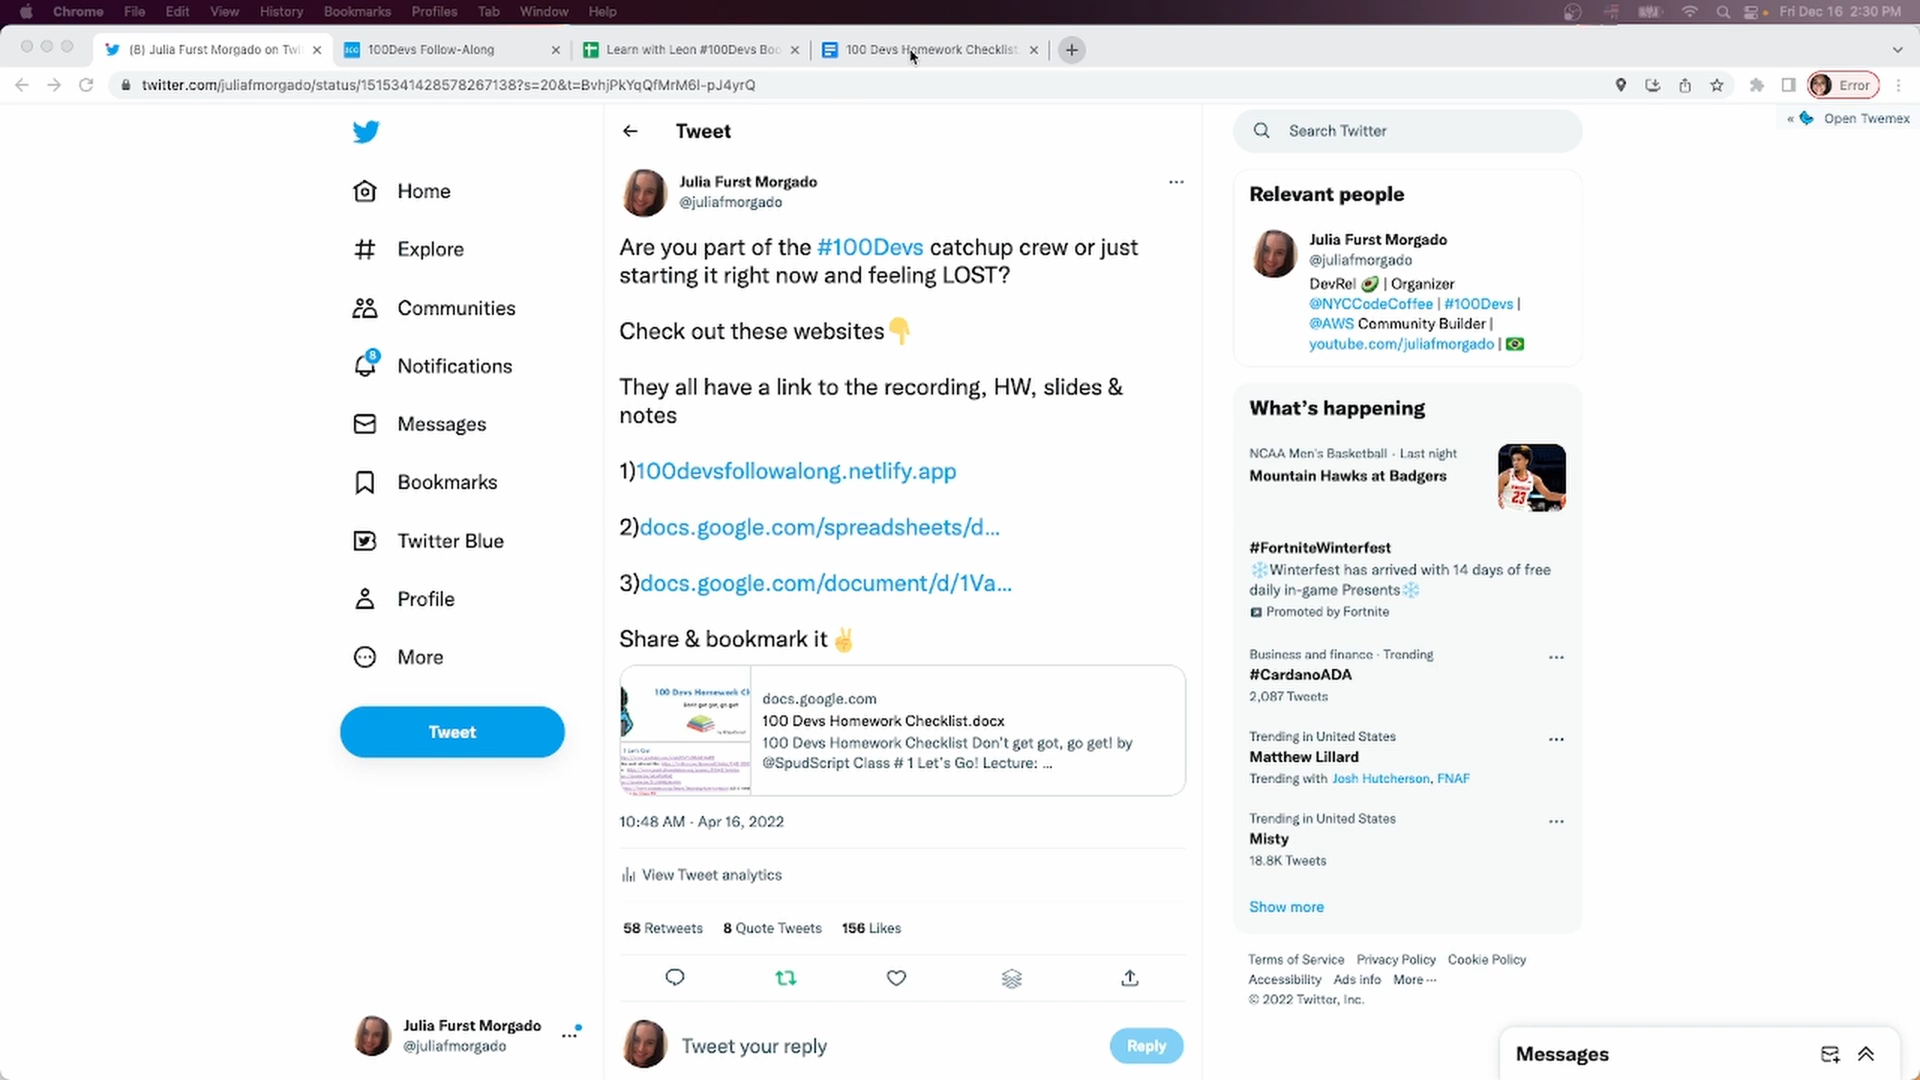 Chrome File Edit View History Bookmarks Profiles Tab Window Help
Fri Dec 16 2:30 PM
(8) Julia Furst Morgado on Twi
100Devs Follow-Along
Learn with Leon #100Devs Boo
100 Devs Homework Checklist
twitter.com/juliafmorgado/status/1515341428578267138?s=20&t=BvhjPkYqQfMrM6l-pJ4yrQ
Error
« Open Twemex
Home
Explore
Communities
8
Notifications
Messages
Bookmarks
Twitter Blue
Profile
More
Tweet
Julia Furst Morgado
@juliafmorgado
Tweet
Julia Furst Morgado
@juliafmorgado
Are you part of the #100Devs catchup crew or just
starting it right now and feeling LOST?
Check out these websites👇
They all have a link to the recording, HW, slides &
notes
1)100devsfollowalong.netlify.app
2)docs.google.com/spreadsheets/d…
3)docs.google.com/document/d/1Va…
Share & bookmark it✌
100 Devs Homework Ch
Don't get got, go get!
docs.google.com
100 Devs Homework Checklist.docx
100 Devs Homework Checklist Don't get got, go get! by
@SpudScript Class # 1 Let's Go! Lecture: ...
10:48 AM · Apr 16, 2022
View Tweet analytics
58 Retweets 8 Quote Tweets 156 Likes
Tweet your reply
Reply
Search Twitter
Relevant people
Julia Furst Morgado
@juliafmorgado
DevRel 🥑 | Organizer
@NYCCodeCoffee | #100Devs |
@AWS Community Builder |
youtube.com/juliafmorgado | 🇧🇷
What's happening
NCAA Men's Basketball · Last night
Mountain Hawks at Badgers
23
#FortniteWinterfest
❄Winterfest has arrived with 14 days of free
daily in-game Presents❄
Promoted by Fortnite
Business and finance · Trending
#CardanoADA
2,087 Tweets
Trending in United States
Matthew Lillard
Trending with Josh Hutcherson, FNAF
Trending in United States
Misty
18.8K Tweets
Show more
Terms of Service Privacy Policy Cookie Policy
Accessibility Ads info More ···
© 2022 Twitter, Inc.
Messages